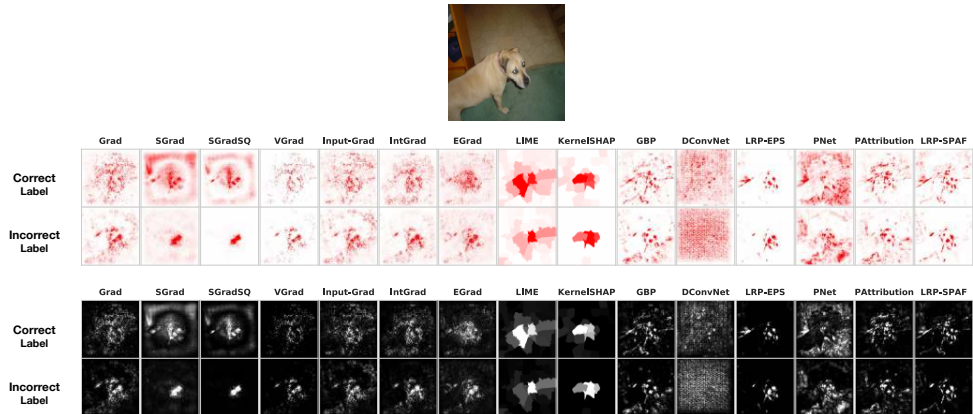 Grad SGrad SGradSQ VGrad Input-Grad IntGrad EGrad LIME KernelSHAP GBP DConvNet LRP-EPS PNet PAttribution LRP-SPAF
Correct
Label
Incorrect
Label
Grad SGrad SGradSQ VGrad Input-Grad IntGrad EGrad LIME KernelSHAP GBP DConvNet LRP-EPS PNet PAttribution LRP-SPAF
Correct
Label
Incorrect
Label